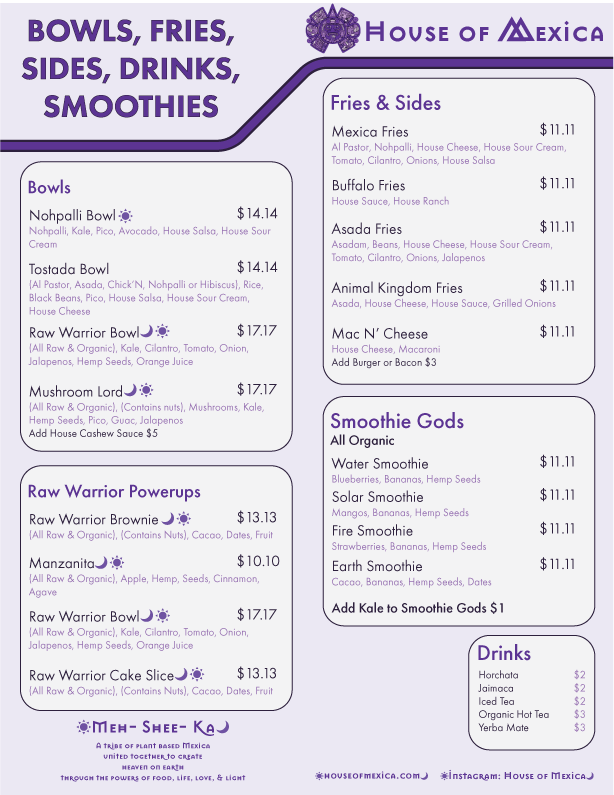 BOWLS, FRIES,
SIDES, DRINKS,
SMOOTHIES
House of Mexica
Bowls
Nohpalli Bowl $14.14
Nohpalli, Kale, Pico, Avocado, House Salsa, House Sour
Cream
Tostada Bowl $14.14
(Al Pastor, Asada, Chick'N, Nohpalli or Hibiscus), Rice,
Black Beans, Pico, House Salsa, House Sour Cream,
House Cheese
Raw Warrior Bowl $17.17
(All Raw & Organic), Kale, Cilantro, Tomato, Onion,
Jalapenos, Hemp Seeds, Orange Juice
Mushroom Lord $17.17
(All Raw & Organic), (Contains nuts), Mushrooms, Kale,
Hemp Seeds, Pico, Guac, Jalapenos
Add House Cashew Sauce $5
Raw Warrior Powerups
Raw Warrior Brownie $13.13
(All Raw & Organic), (Contains Nuts), Cacao, Dates, Fruit
Manzanita $10.10
(All Raw & Organic), Apple, Hemp, Seeds, Cinnamon,
Agave
Raw Warrior Bowl $17.17
(All Raw & Organic), Kale, Cilantro, Tomato, Onion,
Jalapenos, Hemp Seeds, Orange Juice
Raw Warrior Cake Slice $13.13
(All Raw & Organic), (Contains Nuts), Cacao, Dates, Fruit
Meh- Shee- Ka
A tribe of plant based Mexica
united together to create
heaven on earth
through the powers of food, life, love, & light
Fries & Sides
Mexica Fries $11.11
Al Pastor, Nohpalli, House Cheese, House Sour Cream,
Tomato, Cilantro, Onions, House Salsa
Buffalo Fries $11.11
House Sauce, House Ranch
Asada Fries $11.11
Asadam, Beans, House Cheese, House Sour Cream,
Tomato, Cilantro, Onions, Jalapenos
Animal Kingdom Fries $11.11
Asada, House Cheese, House Sauce, Grilled Onions
Mac N' Cheese $11.11
House Cheese, Macaroni
Add Burger or Bacon $3
Smoothie Gods
All Organic
Water Smoothie $11.11
Blueberries, Bananas, Hemp Seeds
Solar Smoothie $11.11
Mangos, Bananas, Hemp Seeds
Fire Smoothie $11.11
Strawberries, Bananas, Hemp Seeds
Earth Smoothie $11.11
Cacao, Bananas, Hemp Seeds, Dates
Add Kale to Smoothie Gods $1
Drinks
Horchata $2
Jaimaca $2
Iced Tea $2
Organic Hot Tea $3
Yerba Mate $3
houseofmexica.com Instagram: House of Mexica